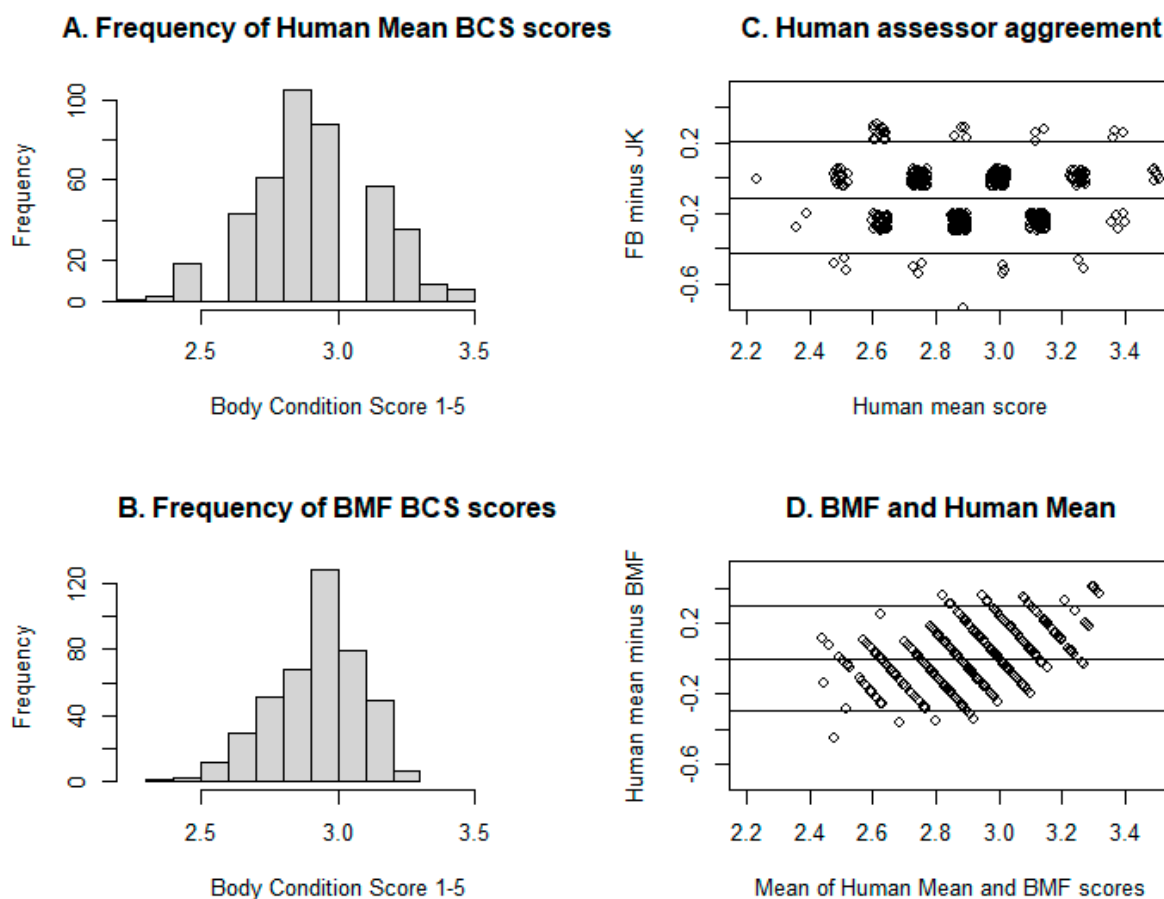 A. Frequency of Human Mean BCS scores
Frequency
0
20
60
100
2.5
3.0
3.5
Body Condition Score 1-5
C. Human assessor aggreement
FB minus JK
-0.6
-0.2
0.2
2.2
2.4
2.6
2.8
3.0
3.2
3.4
Human mean score
B. Frequency of BMF BCS scores
Frequency
0
40
80
120
2.5
3.0
3.5
Body Condition Score 1-5
D. BMF and Human Mean
Human mean minus BMF
-0.6
-0.2
0.2
2.2
2.4
2.6
2.8
3.0
3.2
3.4
Mean of Human Mean and BMF scores